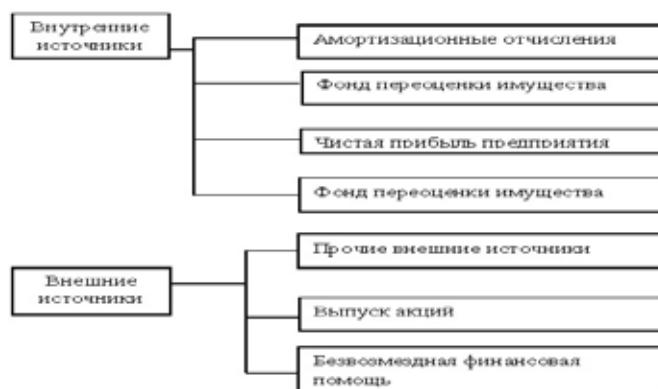 Внутренние
источники
Амортизационные отчисления
Фонд переоценки имущества
Чистая прибыль предприятия
Фонд переоценки имущества
Внешние
источники
Прочие внешние источники
Выпуск акций
Безвозмездная финансовая
помощь